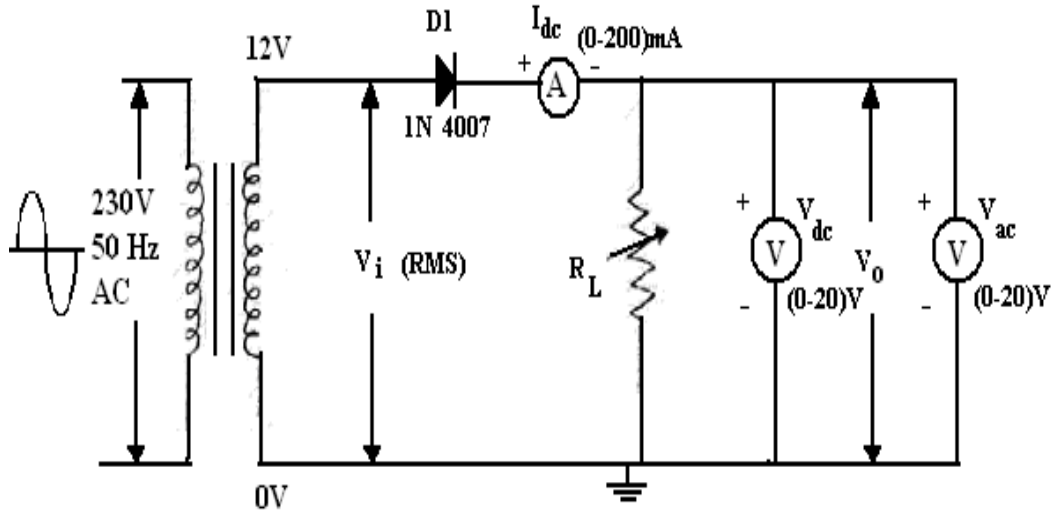 12V
D1
I dc
(0-200)mA
+
-
A
1N 4007
230V
50 Hz
AC
V i (RMS)
R L
+
V dc
V
-
(0-20)V
V o
+
V ac
V
-
(0-20)V
0V